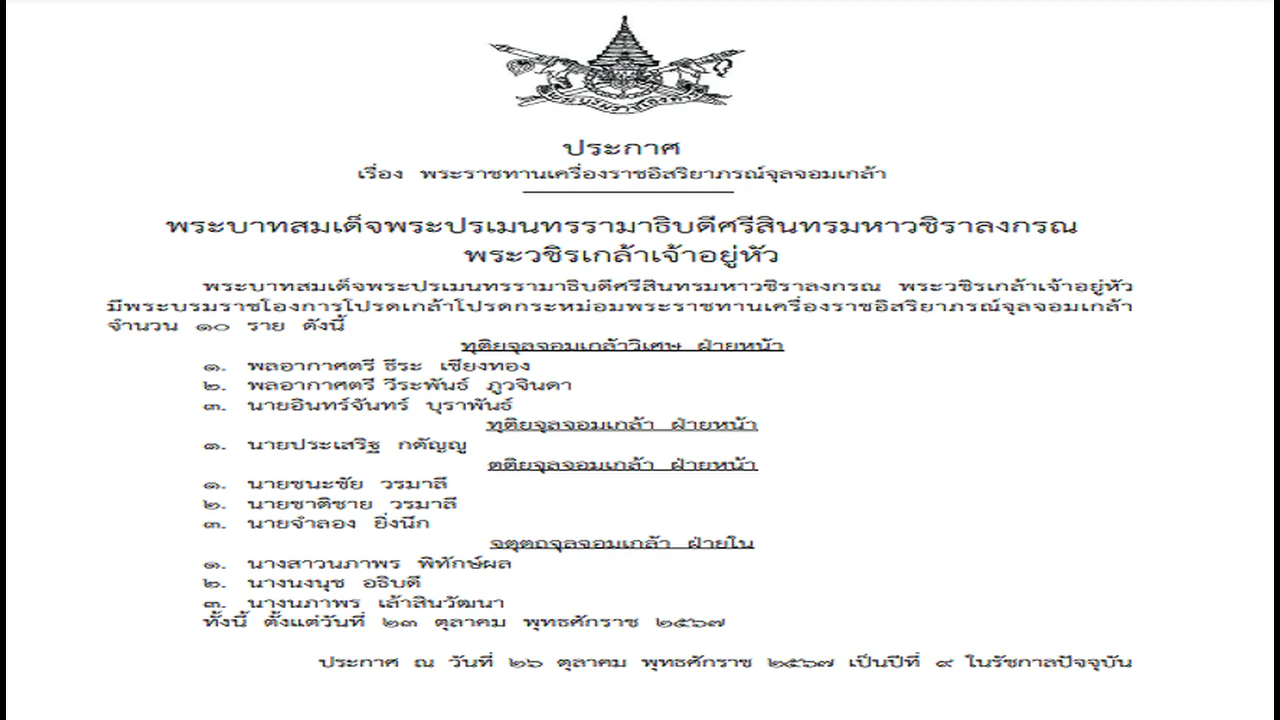 พระบรมราชโองการ
ประกาศ
เรื่อง พระราชทานเครื่องราชอิสริยาภรณ์จุลจอมเกล้า
พระบาทสมเด็จพระปรเมนทรรามาธิบดีศรีสินทรมหาวชิราลงกรณ
พระวชิรเกล้าเจ้าอยู่หัว
พระบาทสมเด็จพระปรเมนทรรามาธิบดีศรีสินทรมหาวชิราลงกรณ พระวชิรเกล้าเจ้าอยู่หัว
มีพระบรมราชโองการโปรดเกล้าโปรดกระหม่อมพระราชทานเครื่องราชอิสริยาภรณ์จุลจอมเกล้า
จำนวน ๑๐ ราย ดังนี้
ทุติยจุลจอมเกล้าวิเศษ ฝ่ายหน้า
๑. พลอากาศตรี ธีระ เชียงทอง
๒. พลอากาศตรี วีระพันธ์ ภูวจินดา
๓. นายอินทร์จันทร์ บุราพันธ์
ทุติยจุลจอมเกล้า ฝ่ายหน้า
๑. นายประเสริฐ กตัญญู
ตติยจุลจอมเกล้า ฝ่ายหน้า
๑. นายชนะชัย วรมาลี
๒. นายชาติชาย วรมาลี
๓. นายจำลอง ยิ่งนึก
จตุตถจุลจอมเกล้า ฝ่ายใน
๑. นางสาวนภาพร พิทักษ์ผล
๒. นางนงนุช อธิบดี
๓. นางนภาพร เล้าสินวัฒนา
ทั้งนี้ ตั้งแต่วันที่ ๒๓ ตุลาคม พุทธศักราช ๒๕๖๗
ประกาศ ณ วันที่ ๒๖ ตุลาคม พุทธศักราช ๒๕๖๗ เป็นปีที่ ๙ ในรัชกาลปัจจุบัน